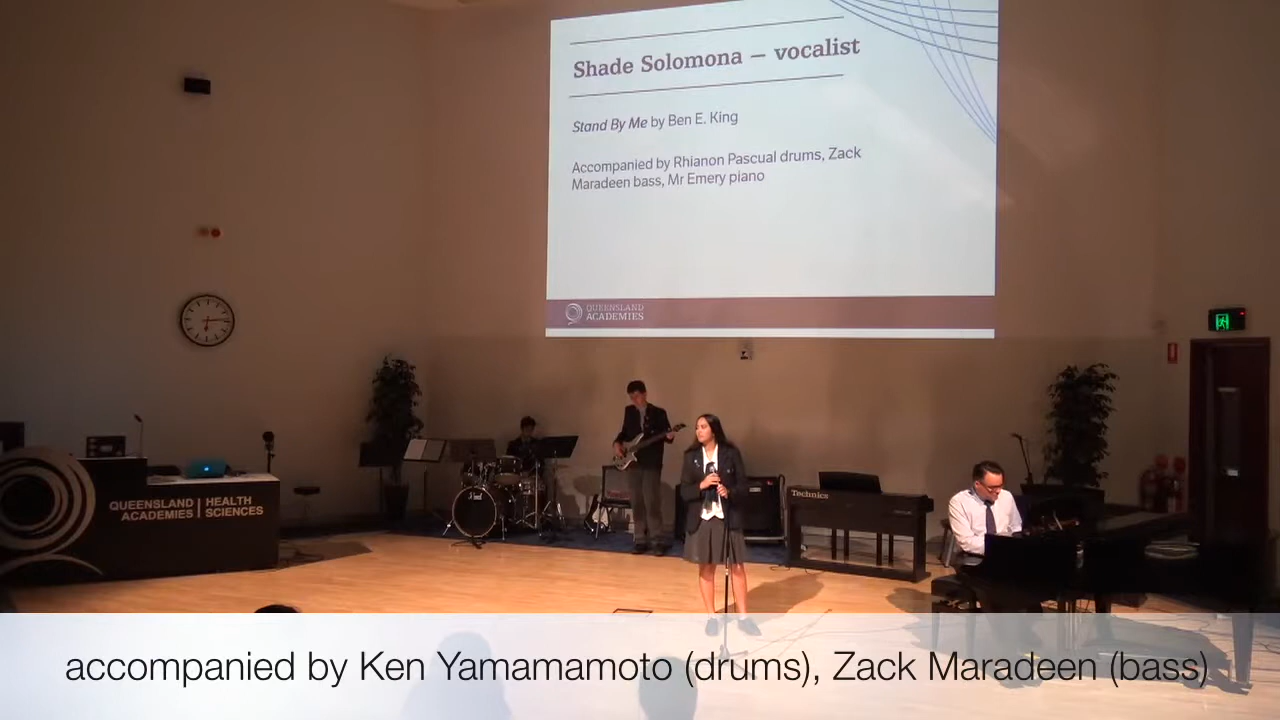 Shade Solomona – vocalist
Stand By Me by Ben E. King
Accompanied by Rhianon Pascual drums, Zack
Maradeen bass, Mr Emery piano
QUEENSLAND
ACADEMIES
Technics
QUEENSLAND ACADEMIES | HEALTH SCIENCES
accompanied by Ken Yamamamoto (drums), Zack Maradeen (bass)